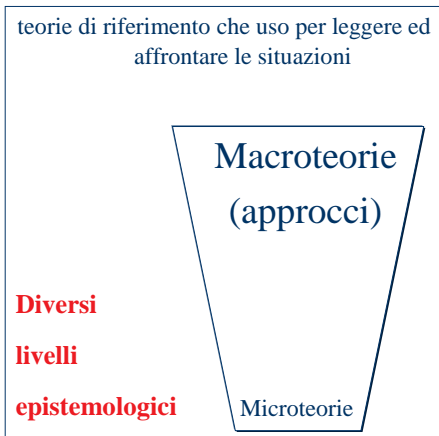 teorie di riferimento che uso per leggere ed
affrontare le situazioni
Macroteorie
(approcci)
Diversi
livelli
epistemologici
Microteorie